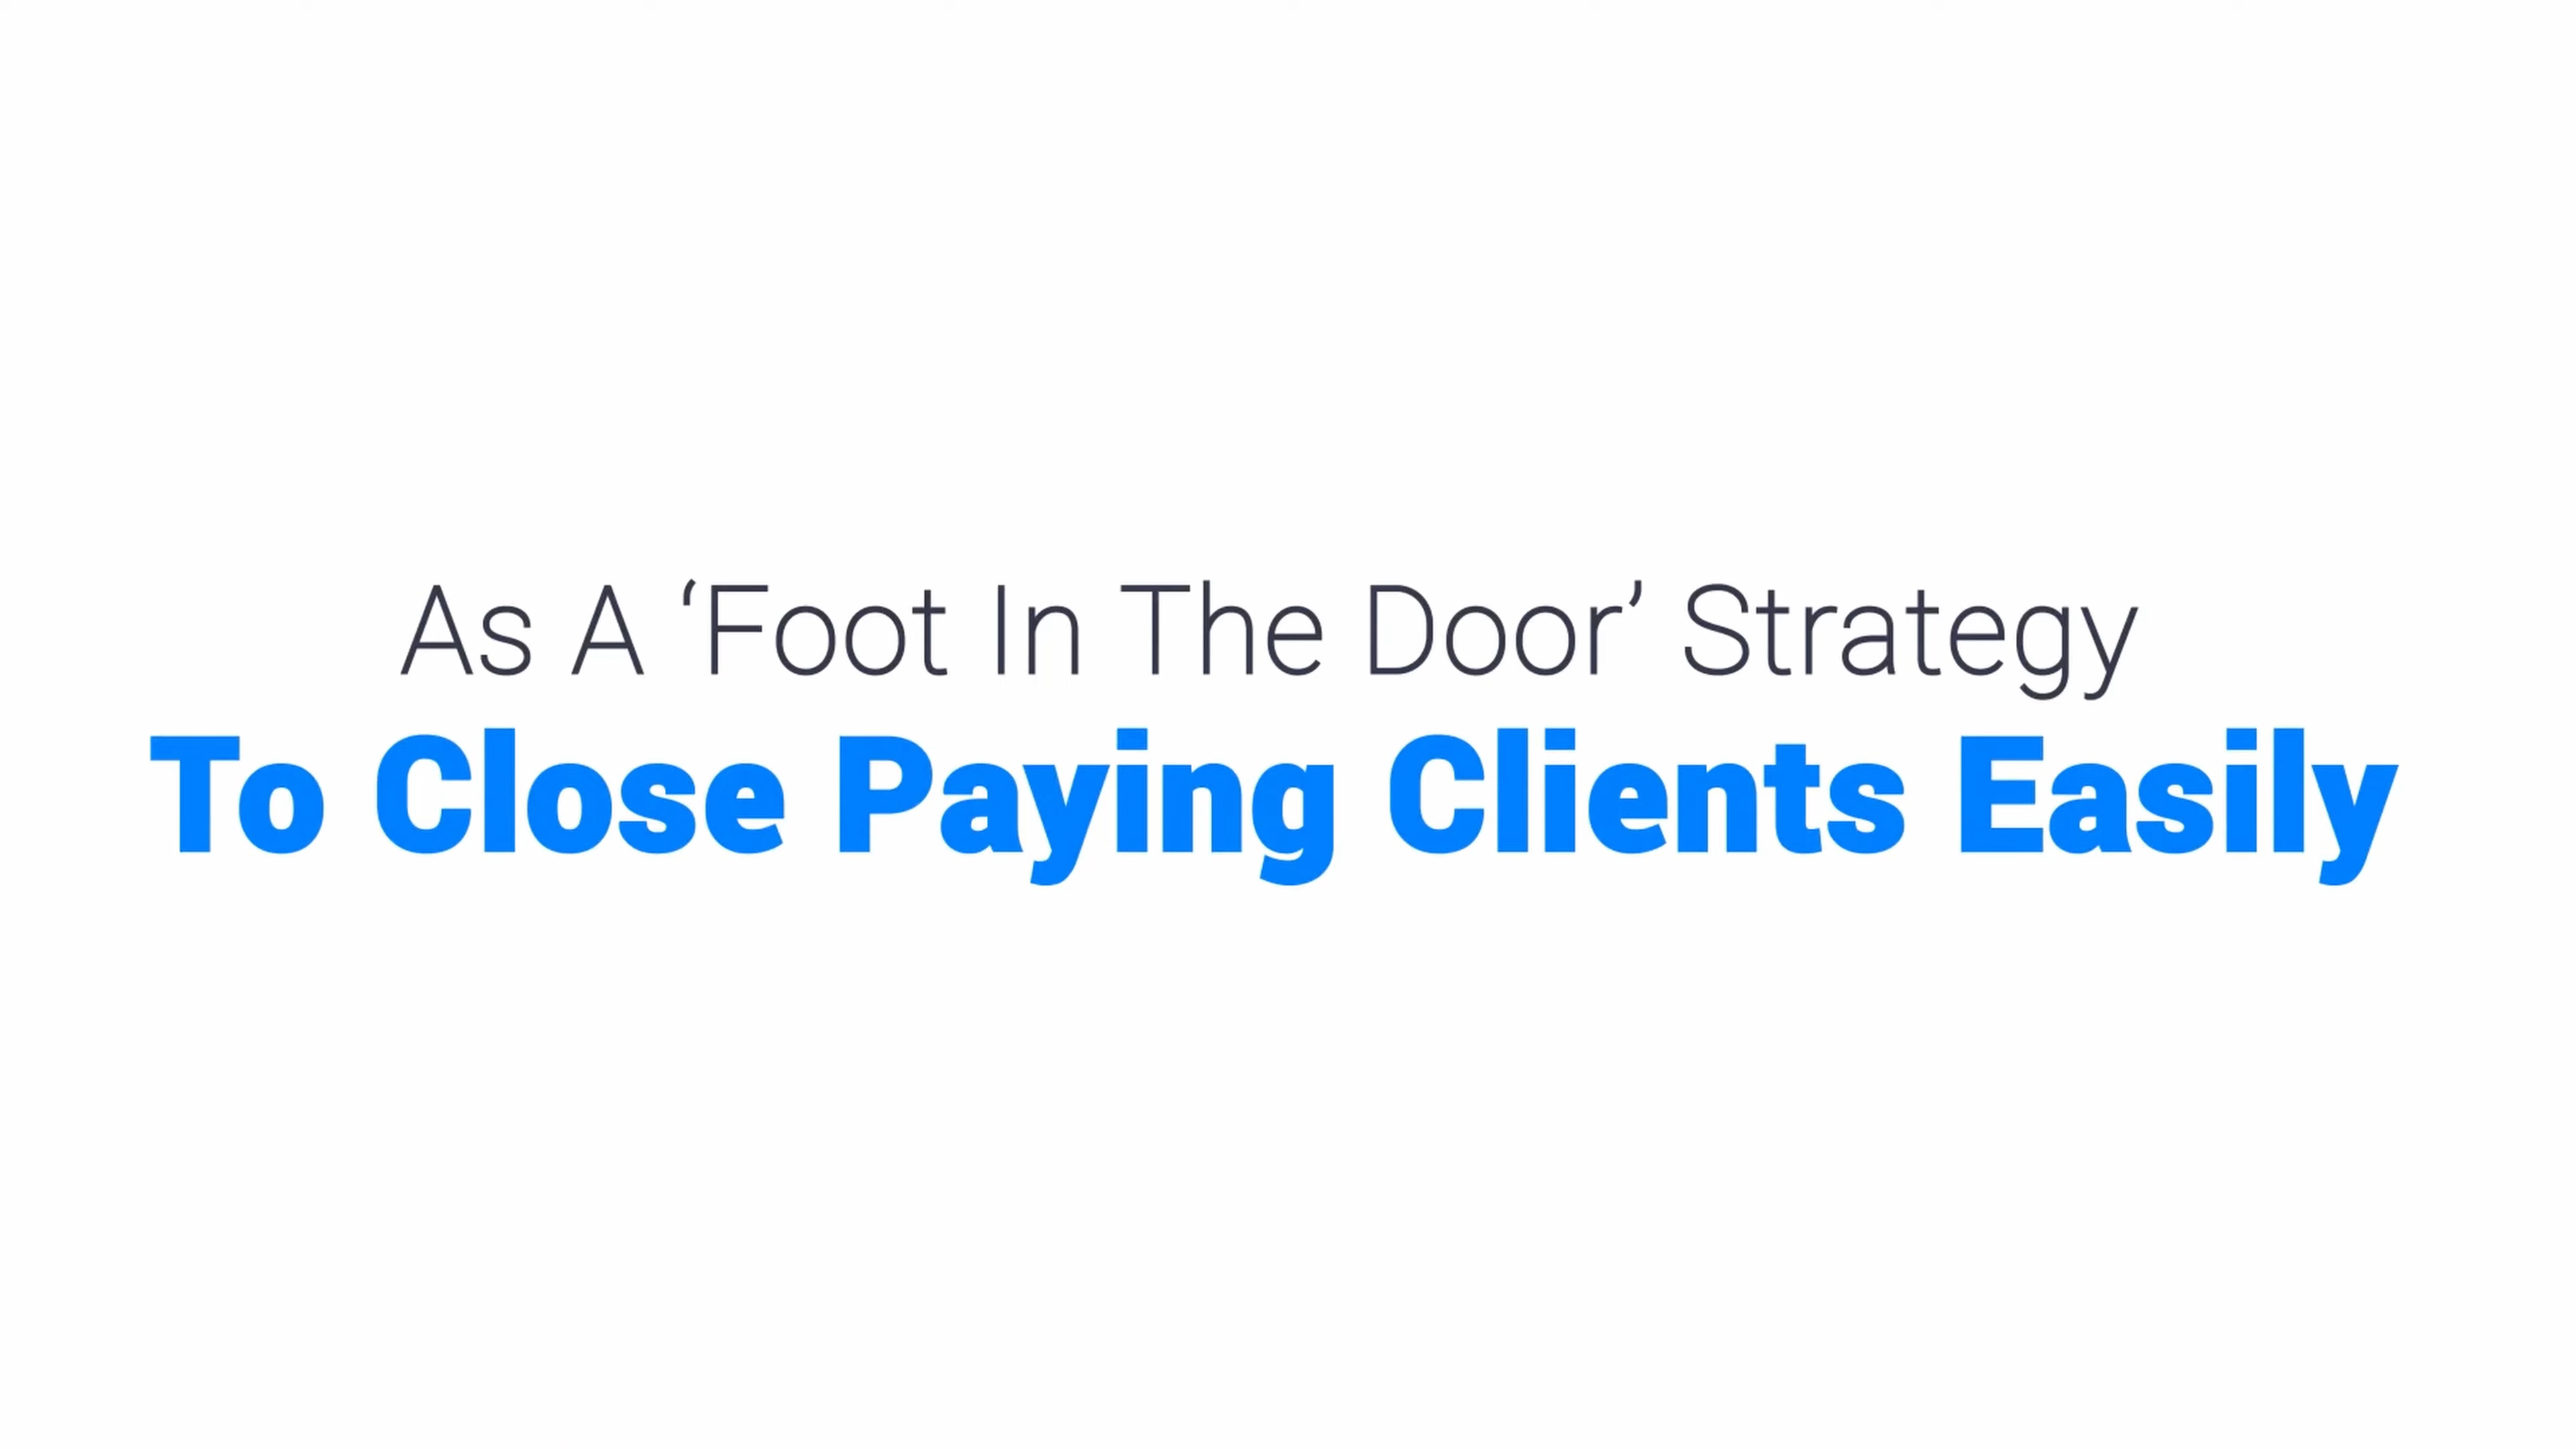 As A ‘Foot In The Door’ Strategy
To Close Paying Clients Easily